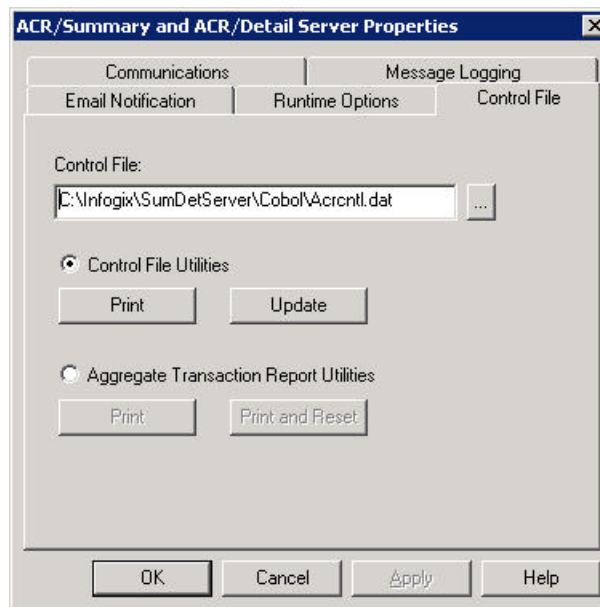 ACR/Summary and ACR/Detail Server Properties
Communications Message Logging
Email Notification Runtime Options Control File
Control File:
C:\Infogix\SumDetServer\Cobol\Acrcntl.dat ...
Control File Utilities
Print Update
Aggregate Transaction Report Utilities
Print Print and Reset
OK Cancel Apply Help